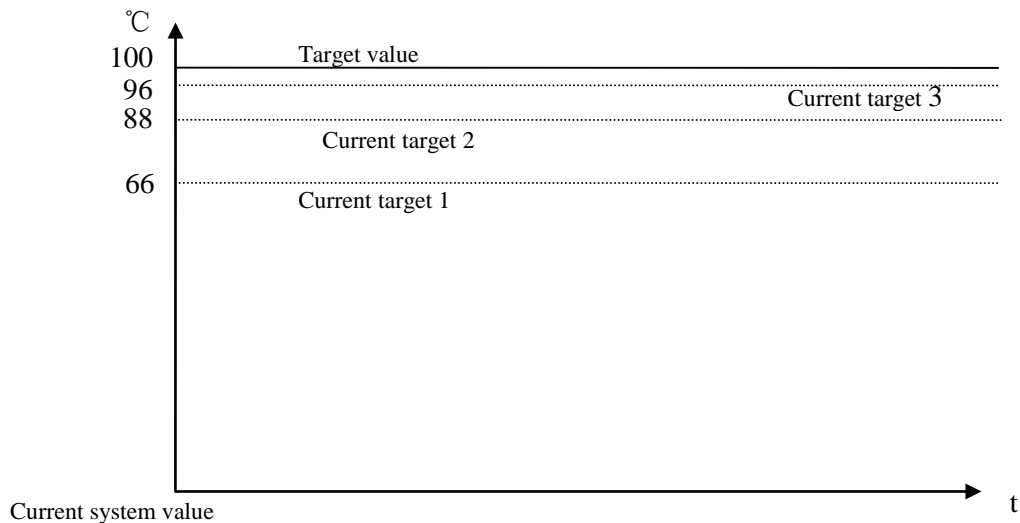 ℃
100
Target value
96
Current target 3
88
Current target 2
66
Current target 1
t
Current system value